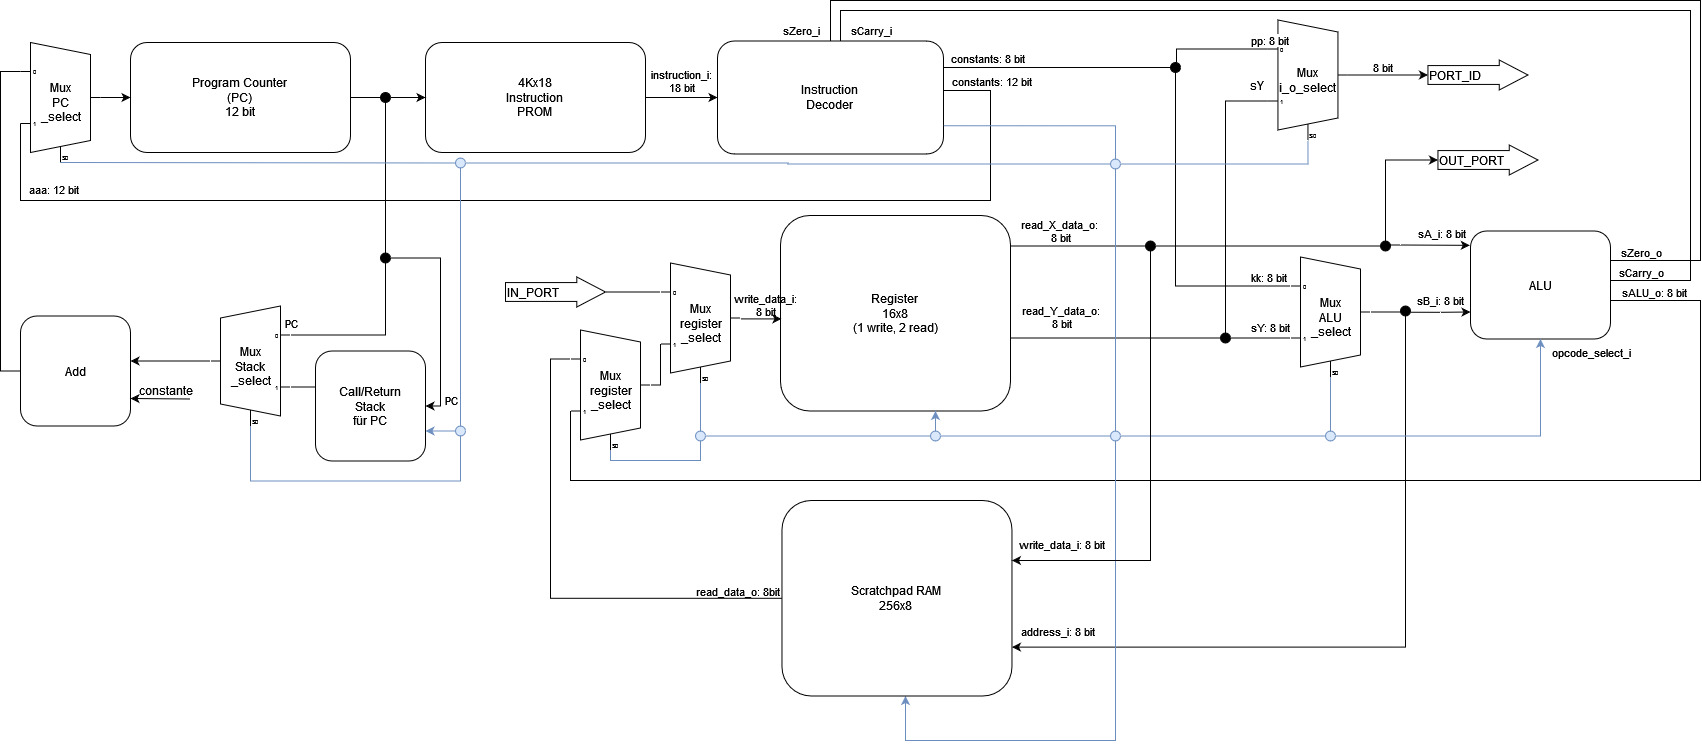 sZero_i
sCarry_i
Mux
PC
_select
0
1
s0
Program Counter
(PC)
12 bit
4Kx18
Instruction
PROM
instruction_i:
18 bit
Instruction
Decoder
constants: 8 bit
constants: 12 bit
pp: 8 bit
sY
0
1
Mux
i_o_select
s0
8 bit
PORT_ID
OUT_PORT
aaa: 12 bit
IN_PORT
0
1
Mux
register
_select
s0
write_data_i:
8 bit
Register
16x8
(1 write, 2 read)
read_X_data_o:
8 bit
read_Y_data_o:
8 bit
sA_i: 8 bit
kk: 8 bit
sY: 8 bit
0
1
Mux
ALU
_select
s0
sB_i: 8 bit
ALU
sZero_o
sCarry_o
sALU_o: 8 bit
opcode_select_i
Add
constante
Mux
Stack
_select
0
1
s0
PC
Call/Return
Stack
für PC
PC
0
1
Mux
register
_select
s0
Scratchpad RAM
256x8
write_data_i: 8 bit
read_data_o: 8bit
address_i: 8 bit